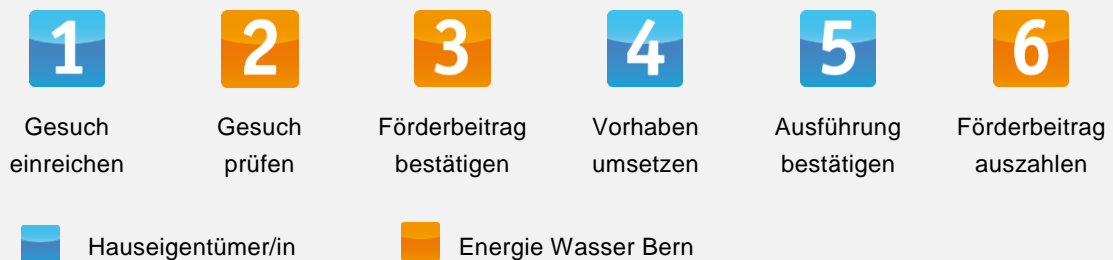 1 2 3 4 5 6
Gesuch Gesuch Förderbeitrag Vorhaben Ausführung Förderbeitrag
einreichen prüfen bestätigen umsetzen bestätigen auszahlen
Hauseigentümer/in Energie Wasser Bern